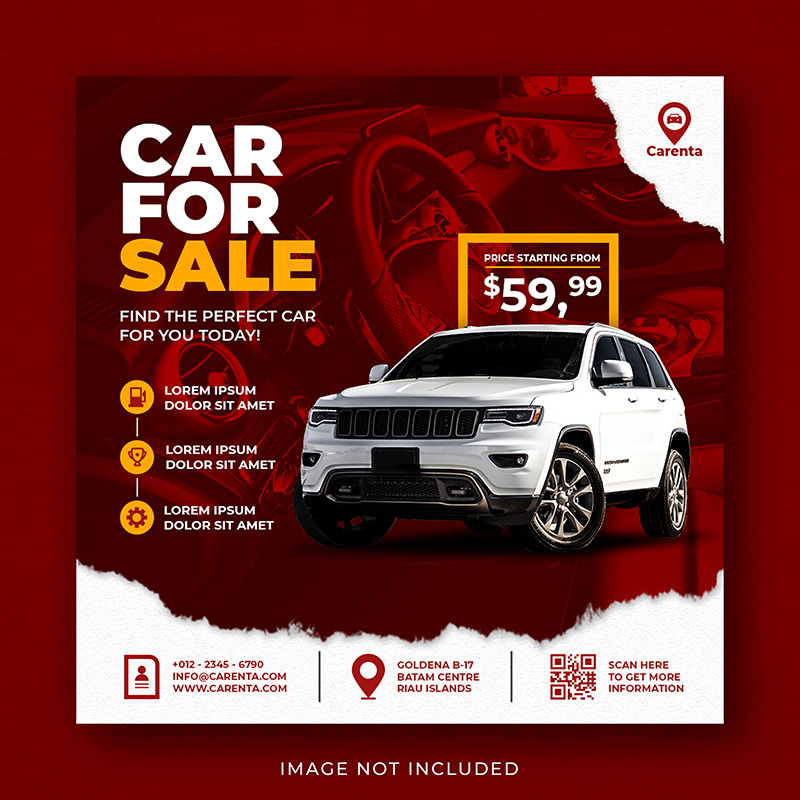 CAR
FOR
SALE
FIND THE PERFECT CAR
FOR YOU TODAY!
LOREM IPSUM
DOLOR SIT AMET
LOREM IPSUM
DOLOR SIT AMET
LOREM IPSUM
DOLOR SIT AMET
Carenta
PRICE STARTING FROM
$59,99
+012 - 2345 - 6790
INFO@CARENTA.COM
WWW.CARENTA.COM
GOLDENA B-17
BATAM CENTRE
RIAU ISLANDS
SCAN HERE
TO GET MORE
INFORMATION
IMAGE NOT INCLUDED